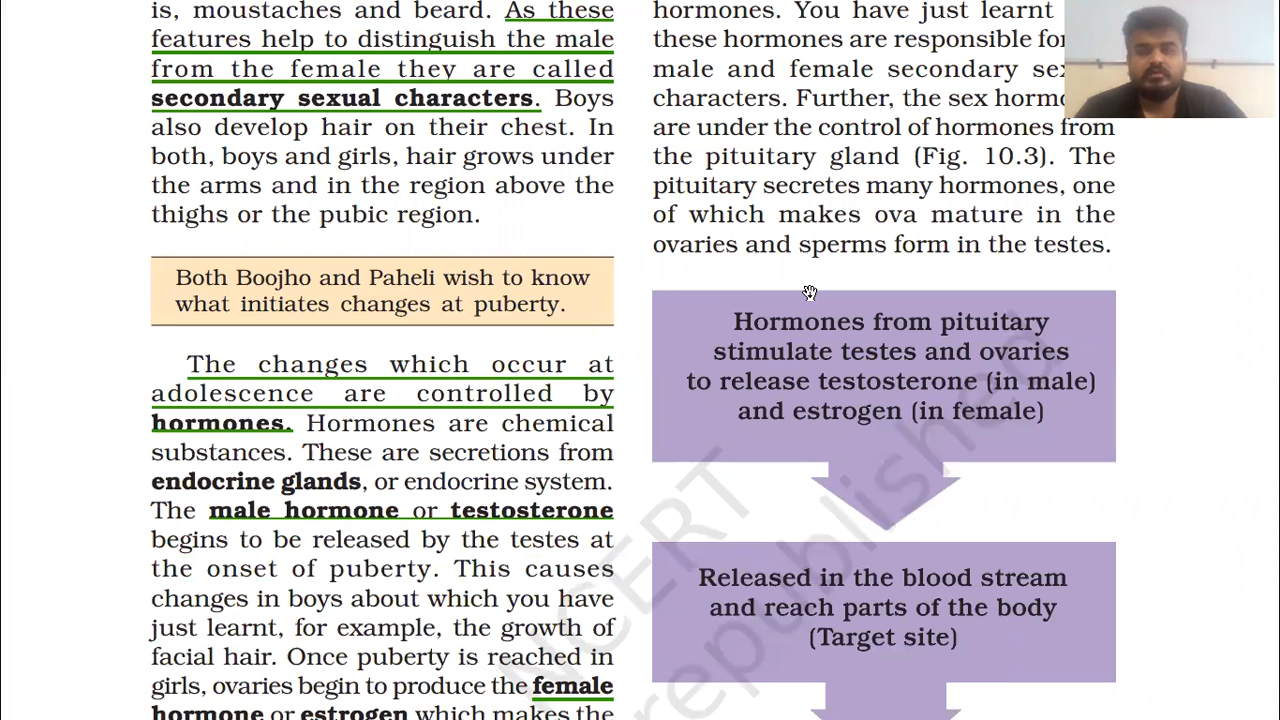 is, moustaches and beard. As these
features help to distinguish the male
from the female they are called
secondary sexual characters. Boys
also develop hair on their chest. In
both, boys and girls, hair grows under
the arms and in the region above the
thighs or the pubic region.
Both Boojho and Paheli wish to know
what initiates changes at puberty.
The changes which occur at
adolescence are controlled by
hormones. Hormones are chemical
substances. These are secretions from
endocrine glands, or endocrine system.
The male hormone or testosterone
begins to be released by the testes at
the onset of puberty. This causes
changes in boys about which you have
just learnt, for example, the growth of
facial hair. Once puberty is reached in
girls, ovaries begin to produce the female
hormone or estrogen which makes the
hormones. You have just learnt
these hormones are responsible for
male and female secondary sex
characters. Further, the sex hormo
are under the control of hormones from
the pituitary gland (Fig. 10.3). The
pituitary secretes many hormones, one
of which makes ova mature in the
ovaries and sperms form in the testes.
Hormones from pituitary
stimulate testes and ovaries
to release testosterone (in male)
and estrogen (in female)
Released in the blood stream
and reach parts of the body
(Target site)
NCERT
republished